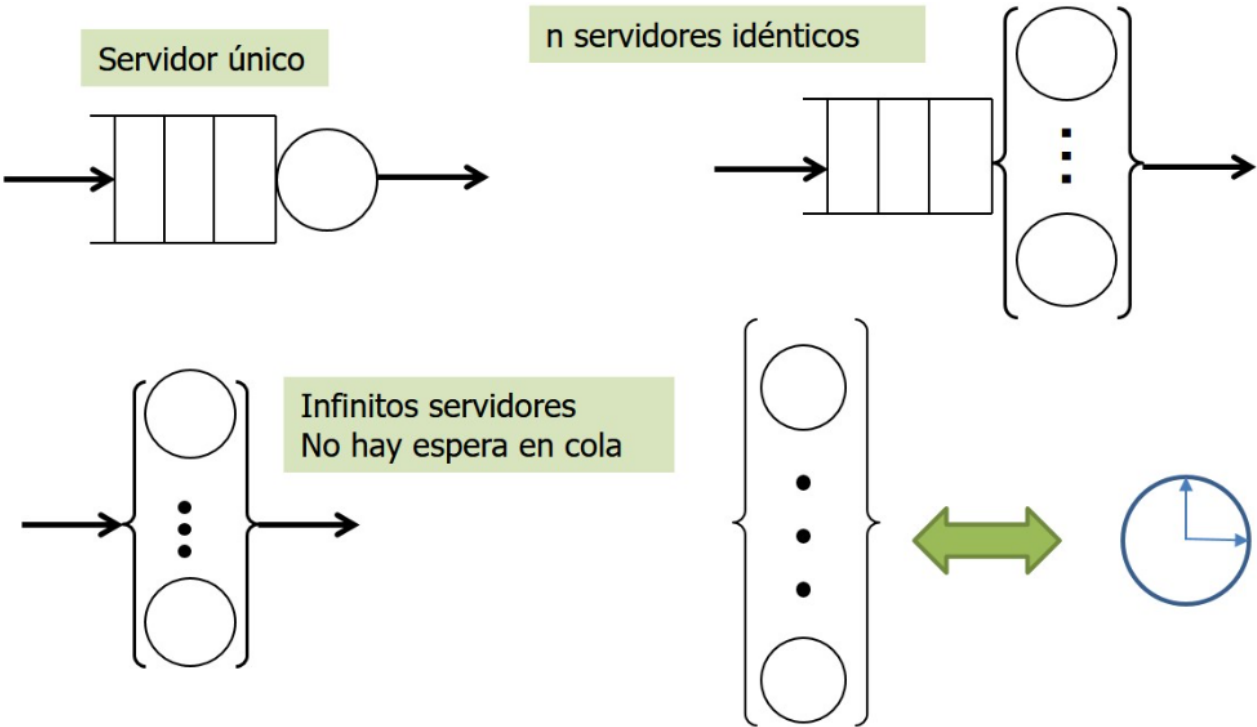 Servidor único
n servidores idénticos
Infinitos servidores
No hay espera en cola